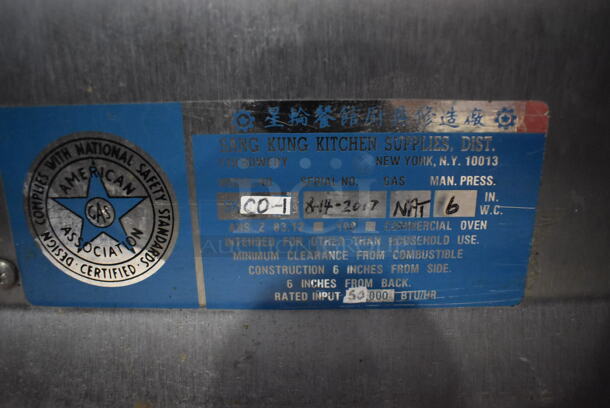 DESIGN COMPLIES WITH NATIONAL SAFETY STANDARDS
· CERTIFIED ·
AMERICAN
GAS
ASSOCIATION
星輪餐館廚具修造廠
KUNG KITCHEN SUPPLIES, DIST.
NEW YORK, N.Y. 10013
SERIAL NO. GAS MAN. PRESS.
CO-1 8-14-2017 NAT 6 IN. W.C.
COMMERCIAL OVEN
INTENDED FOR OTHER THAN HOUSEHOLD USE.
MINIMUM CLEARANCE FROM COMBUSTIBLE
CONSTRUCTION 6 INCHES FROM SIDE.
6 INCHES FROM BACK.
RATED INPUT 50,000 BTU/HR